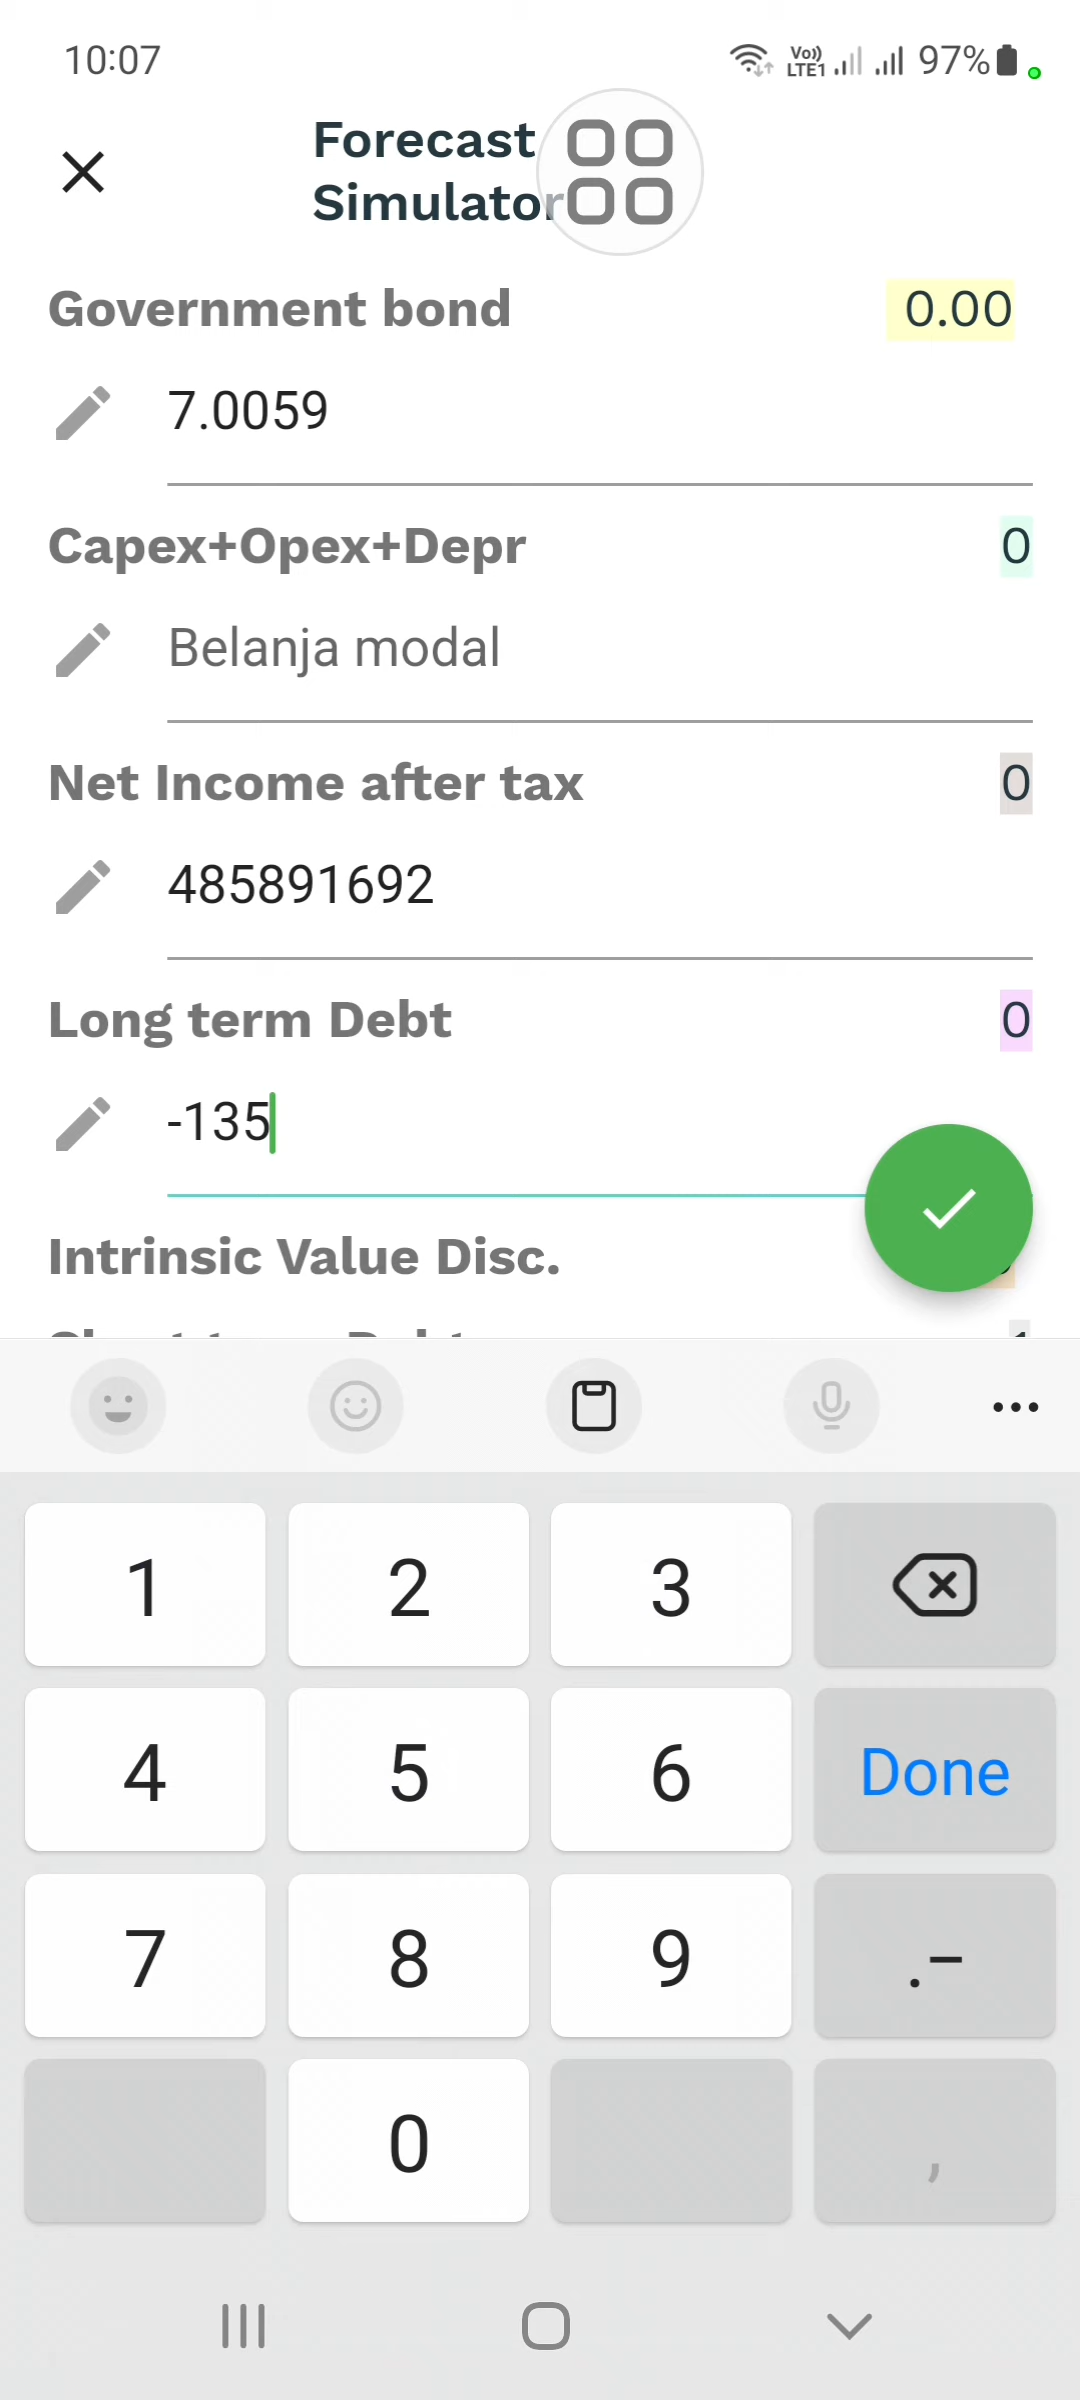 10:07
Vo)) LTE1 97%
Forecast
Simulator
Government bond 0.00
7.0059
Capex+Opex+Depr 0
Belanja modal
Net Income after tax 0
485891692
Long term Debt 0
-135
Intrinsic Value Disc.
1 2 3
4 5 6 Done
7 8 9 .-
0 ,